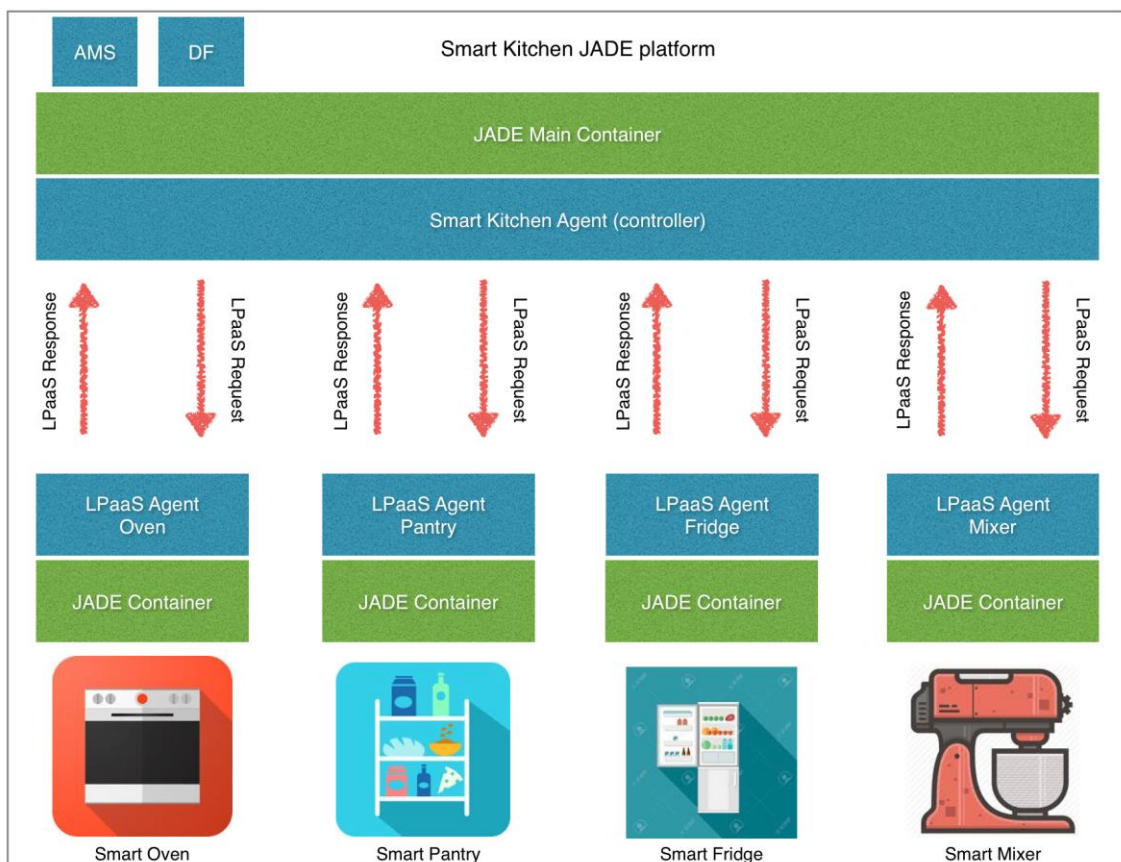 AMS
DF
Smart Kitchen JADE platform
JADE Main Container
Smart Kitchen Agent (controller)
LPaaS Response
LPaaS Request
LPaaS Response
LPaaS Request
LPaaS Response
LPaaS Request
LPaaS Response
LPaaS Request
LPaaS Agent
Oven
LPaaS Agent
Pantry
LPaaS Agent
Fridge
LPaaS Agent
Mixer
JADE Container
JADE Container
JADE Container
JADE Container
Smart Oven
Smart Pantry
Smart Fridge
Smart Mixer